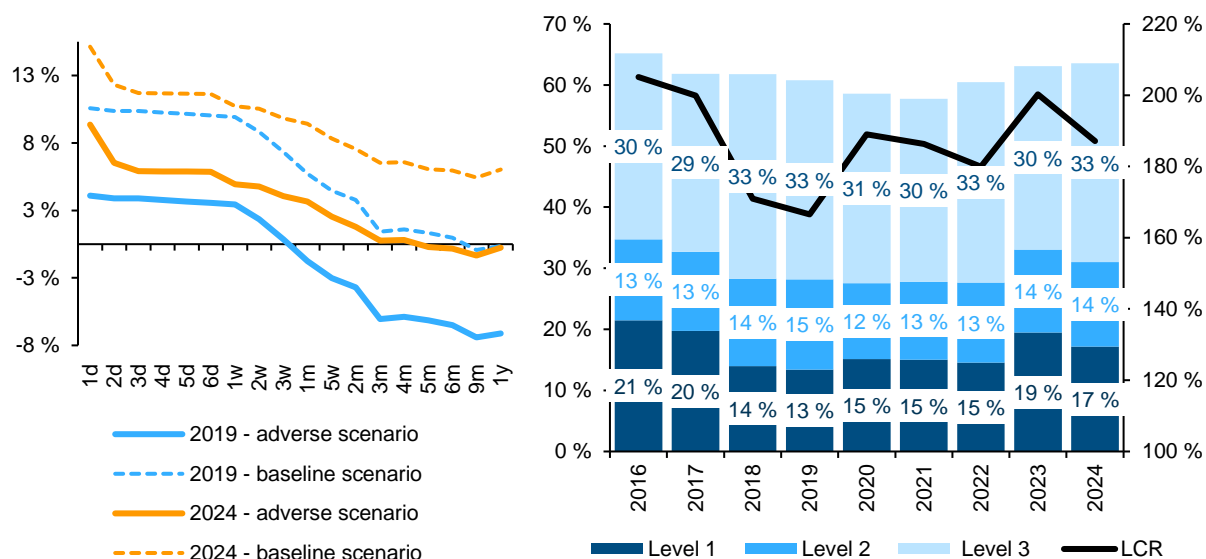 13 %
8 %
3 %
-3 %
-8 %
1d 2d 3d 4d 5d 6d 1w 2w 3w 1m 5w 2m 3m 4m 5m 6m 9m 1y
2019 - adverse scenario
2019 - baseline scenario
2024 - adverse scenario
2024 - baseline scenario
70 %
60 %
50 %
40 %
30 %
20 %
10 %
0 %
220 %
200 %
180 %
160 %
140 %
120 %
100 %
30 % 29 % 33 % 33 % 31 % 30 % 33 % 30 % 33 %
13 % 13 % 14 % 15 % 12 % 13 % 13 % 14 % 14 %
21 % 20 % 14 % 13 % 15 % 15 % 15 % 19 % 17 %
2016 2017 2018 2019 2020 2021 2022 2023 2024
Level 1 Level 2 Level 3 LCR